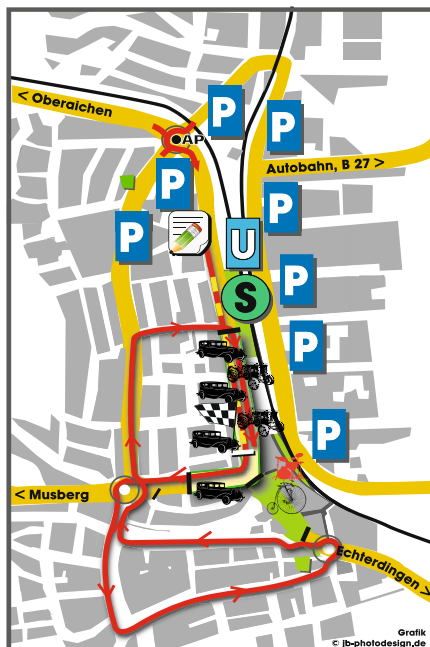 < Oberaichen
AP
P
P
Autobahn, B 27 >
P
P
P
U
P
S
P
P
< Musberg
Echterdingen >
Grafik
© jb-photodesign.de